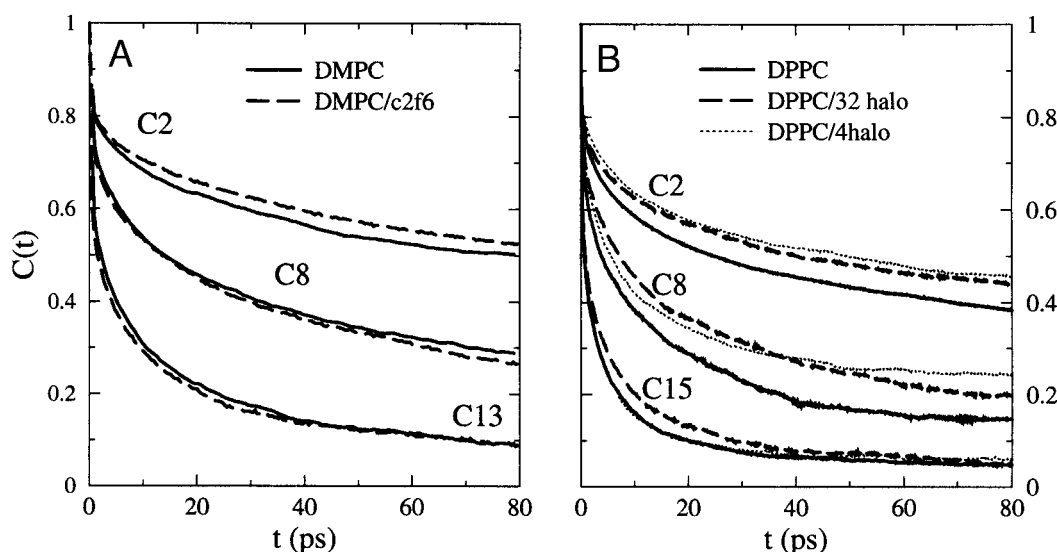 A
DMPC
DMPC/c2f6
C2
C8
C13
C(t)
1
0.8
0.6
0.4
0.2
0
0 20 40 60 80
t (ps)
B
DPPC
DPPC/32 halo
DPPC/4halo
C2
C8
C15
1
0.8
0.6
0.4
0.2
0
0 20 40 60 80
t (ps)